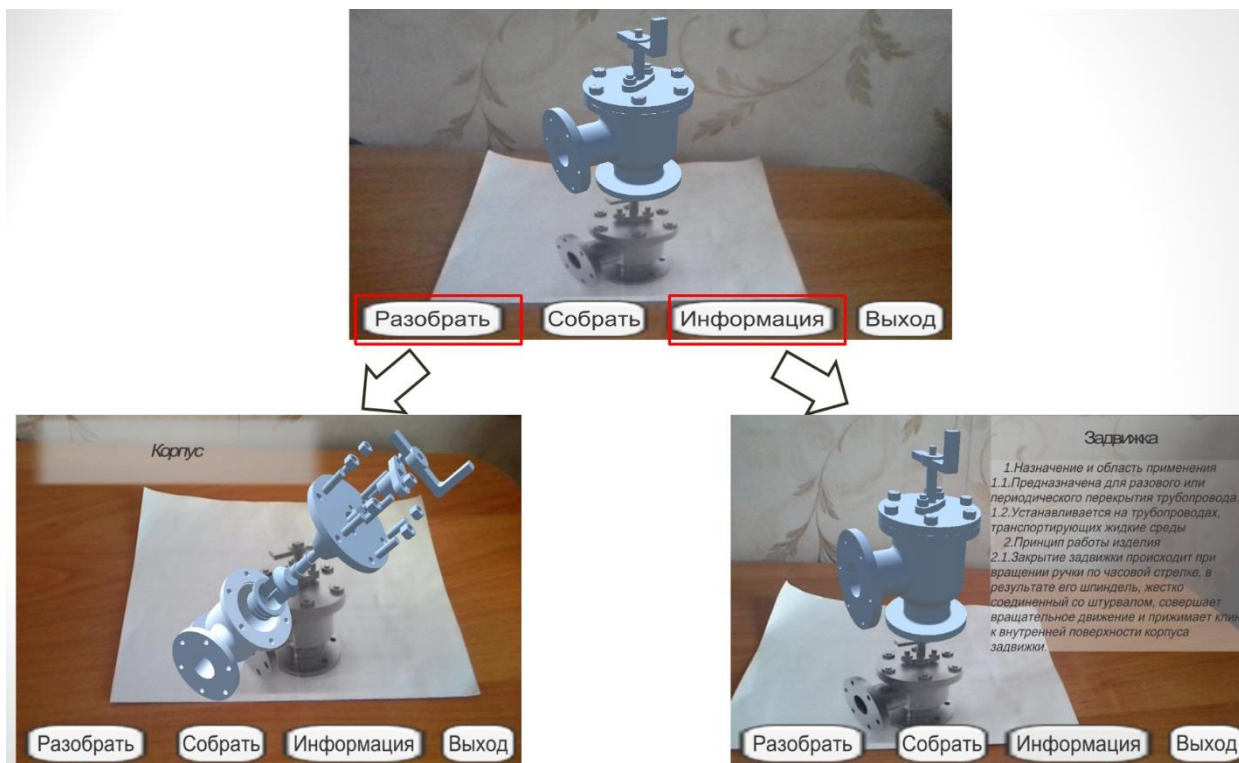 Разобрать Собрать Информация Выход
Корпус
Разобрать Собрать Информация Выход
Задвижка
1.Назначение и область применения
1.1.Предназначена для разового или
периодического перекрытия трубопровода.
1.2.Устанавливается на трубопроводах,
транспортирующих жидкие среды
2.Принцип работы изделия
2.1.Закрытие задвижки происходит при
вращении ручки по часовой стрелке, в
результате его шпиндель, жестко
соединенный со штурвалом, совершает
вращательное движение и прижимает клин
к внутренней поверхности корпуса
задвижки.
Разобрать Собрать Информация Выход